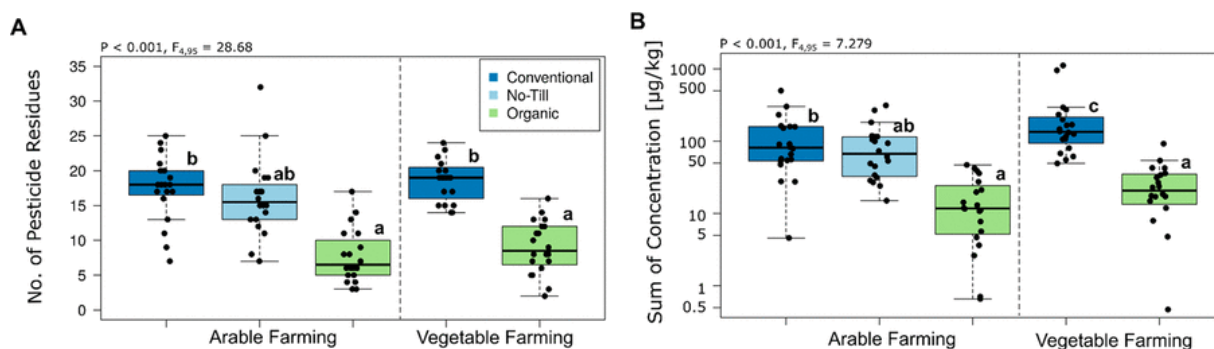 A
P < 0.001, F4,95 = 28.68
No. of Pesticide Residues
35
30
25
20
15
10
5
0
Conventional
No-Till
Organic
b
ab
a
b
a
Arable Farming
Vegetable Farming
B
P < 0.001, F4,95 = 7.279
Sum of Concentration [µg/kg]
1000
500
100
50
10
5
1
0.5
b
ab
a
c
a
Arable Farming
Vegetable Farming